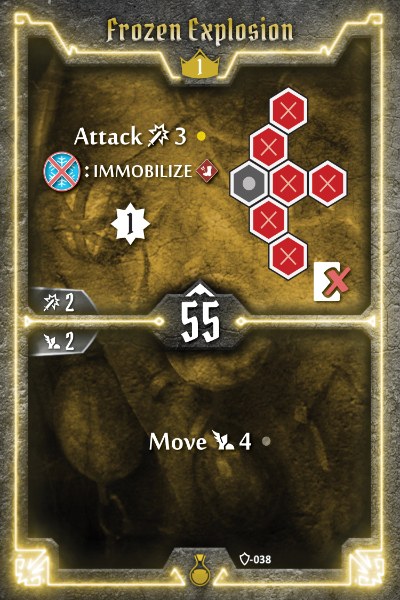 Frozen Explosion
1
Attack 3
: IMMOBILIZE
1
2
55
2
Move 4
-038